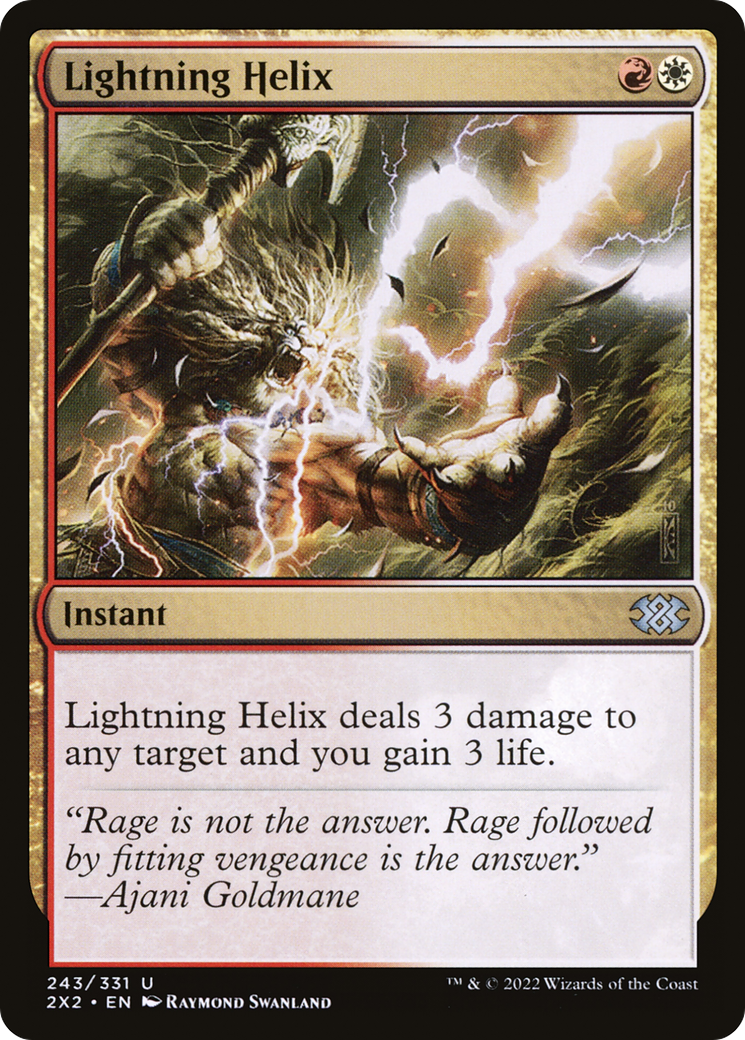 Lightning Helix
Instant
Lightning Helix deals 3 damage to
any target and you gain 3 life.
“Rage is not the answer. Rage followed
by fitting vengeance is the answer.”
—Ajani Goldmane
243/331 U
2X2 • EN Raymond Swanland
™ & © 2022 Wizards of the Coast